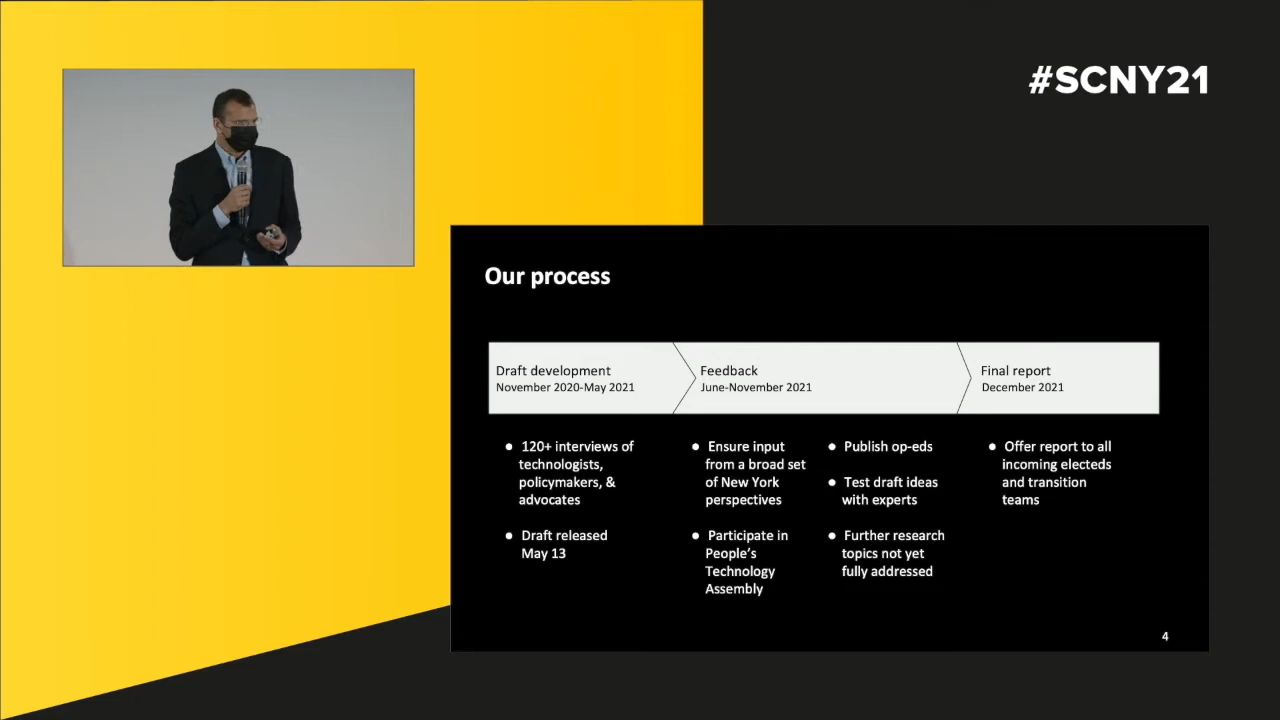 #SCNY21
Our process
Draft development
November 2020-May 2021
Feedback
June-November 2021
Final report
December 2021
● 120+ interviews of
technologists,
policymakers, &
advocates
● Draft released
May 13
● Ensure input
from a broad set
of New York
perspectives
● Participate in
People’s
Technology
Assembly
● Publish op-eds
● Test draft ideas
with experts
● Further research
topics not yet
fully addressed
● Offer report to all
incoming electeds
and transition
teams
4